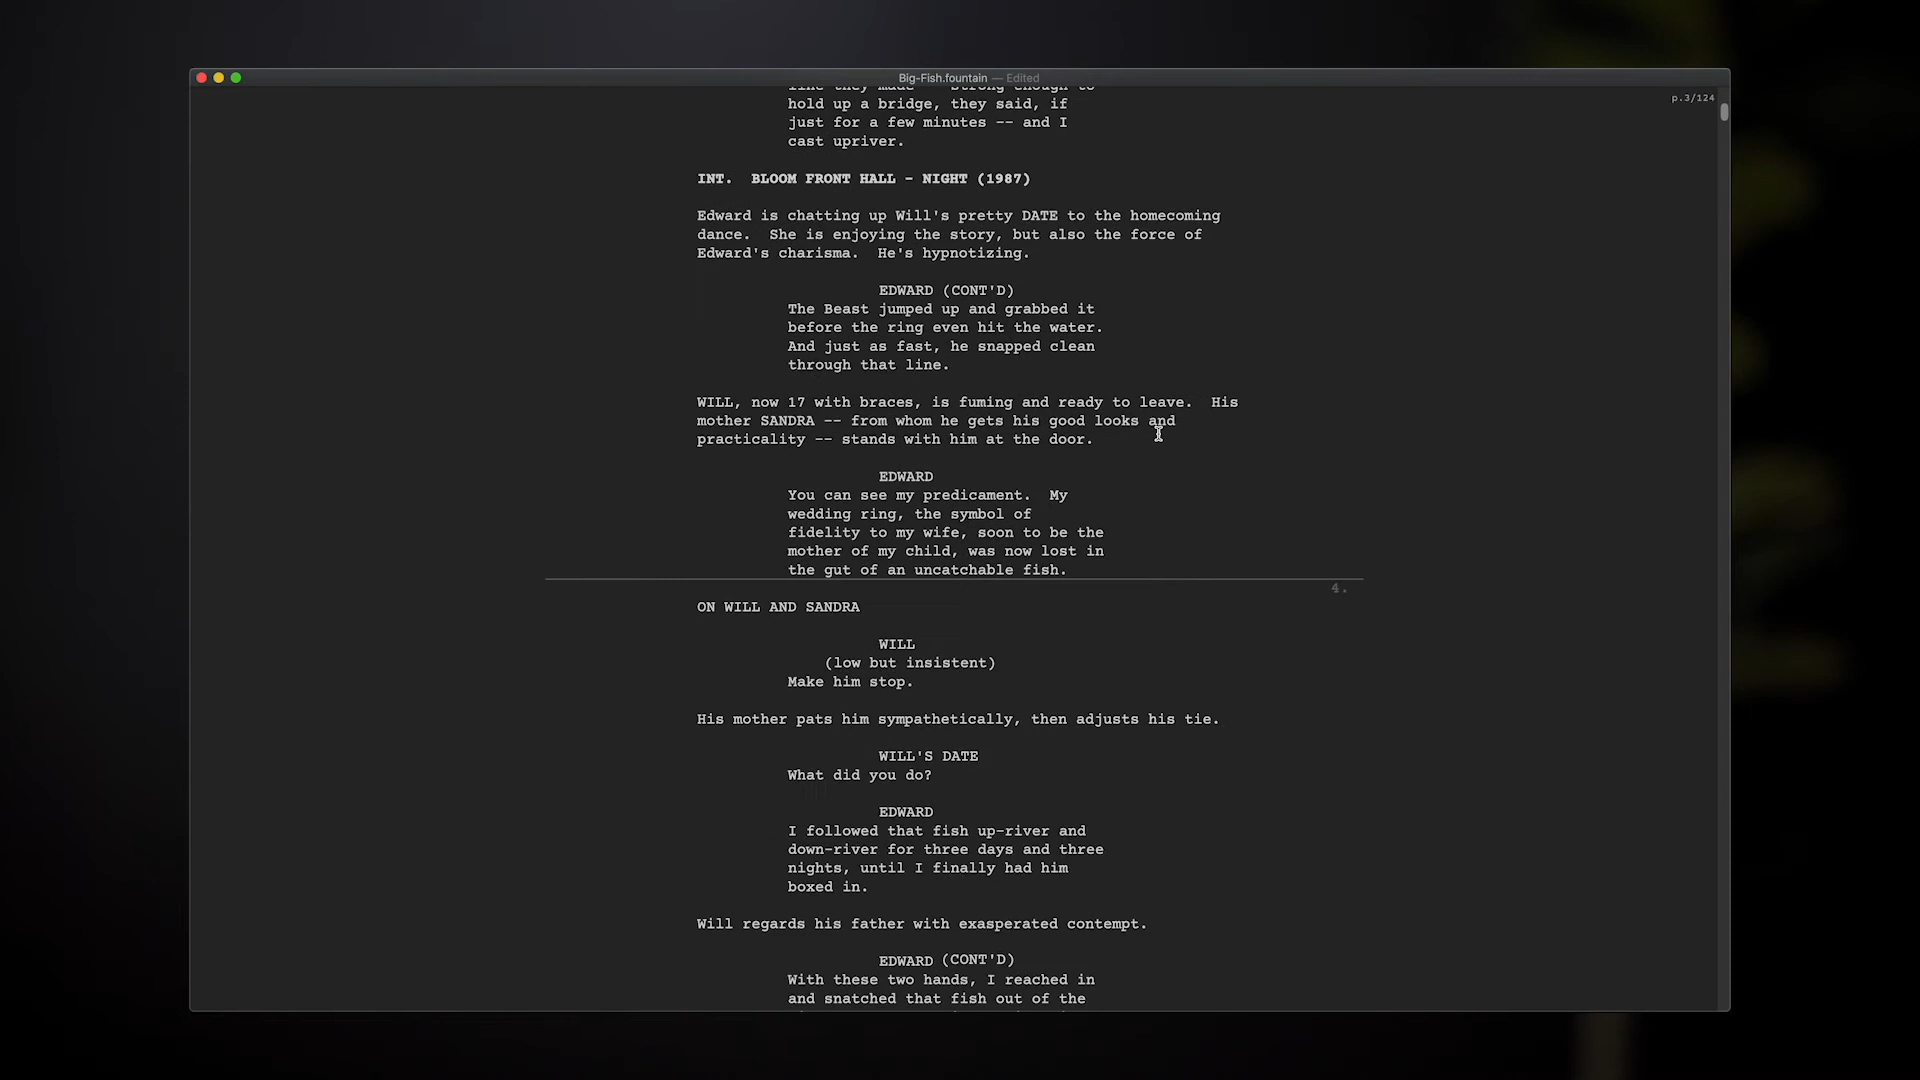 Big-Fish.fountain — Edited
p.3/124
line they made -- strong enough to
hold up a bridge, they said, if
just for a few minutes -- and I
cast upriver.
INT.  BLOOM FRONT HALL - NIGHT (1987)
Edward is chatting up Will's pretty DATE to the homecoming
dance.  She is enjoying the story, but also the force of
Edward's charisma.  He's hypnotizing.
EDWARD (CONT'D)
The Beast jumped up and grabbed it
before the ring even hit the water.
And just as fast, he snapped clean
through that line.
WILL, now 17 with braces, is fuming and ready to leave.  His
mother SANDRA -- from whom he gets his good looks and
practicality -- stands with him at the door.
EDWARD
You can see my predicament.  My
wedding ring, the symbol of
fidelity to my wife, soon to be the
mother of my child, was now lost in
the gut of an uncatchable fish.
4.
ON WILL AND SANDRA
WILL
(low but insistent)
Make him stop.
His mother pats him sympathetically, then adjusts his tie.
WILL'S DATE
What did you do?
EDWARD
I followed that fish up-river and
down-river for three days and three
nights, until I finally had him
boxed in.
Will regards his father with exasperated contempt.
EDWARD (CONT'D)
With these two hands, I reached in
and snatched that fish out of the